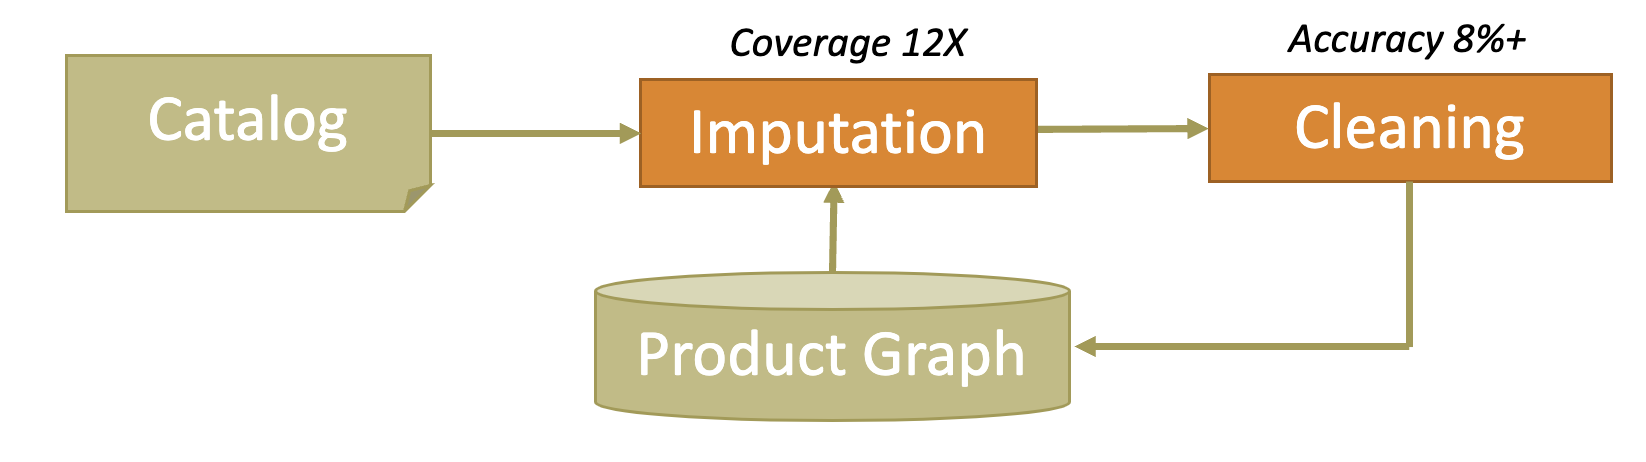 Coverage 12X
Accuracy 8%+
Catalog
Imputation
Cleaning
Product Graph